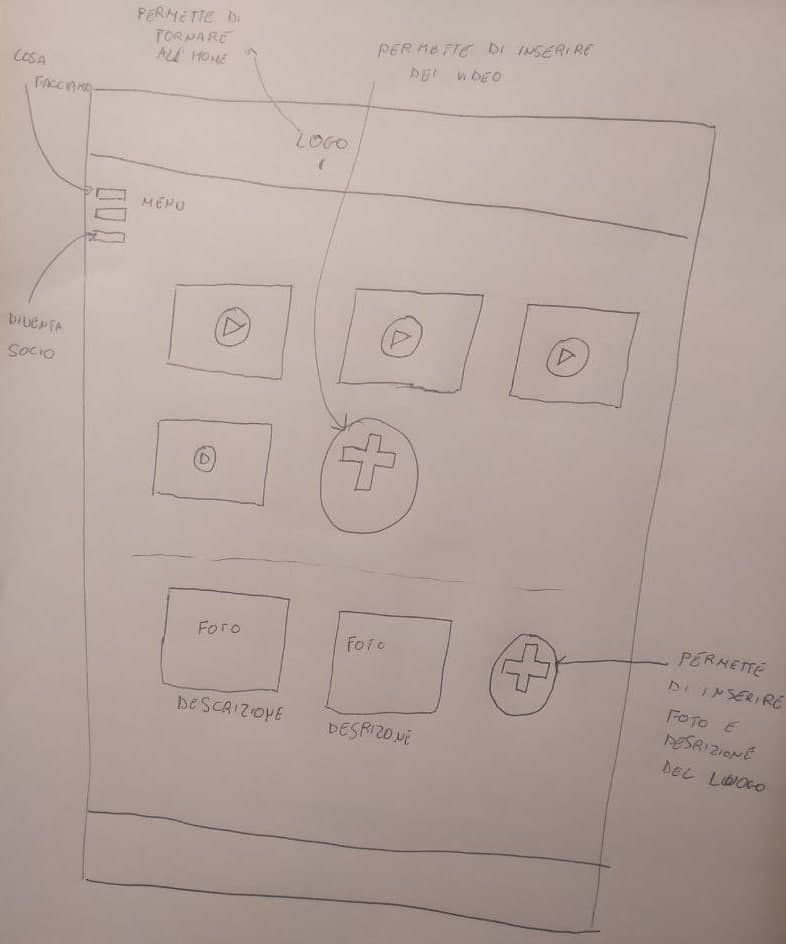 PERMETTE DI
TORNARE
ALL' HOME
PERMETTE DI INSERIRE
DEI VIDEO
COSA
FACCIAMO
LOGO
MENU
DIVENTA
SOCIO
FOTO
FOTO
DESCRIZIONE
DESRIZONE
PERMETTE
DI INSERIRE
FOTO E
DESRIZIONE
DEL LUOGO